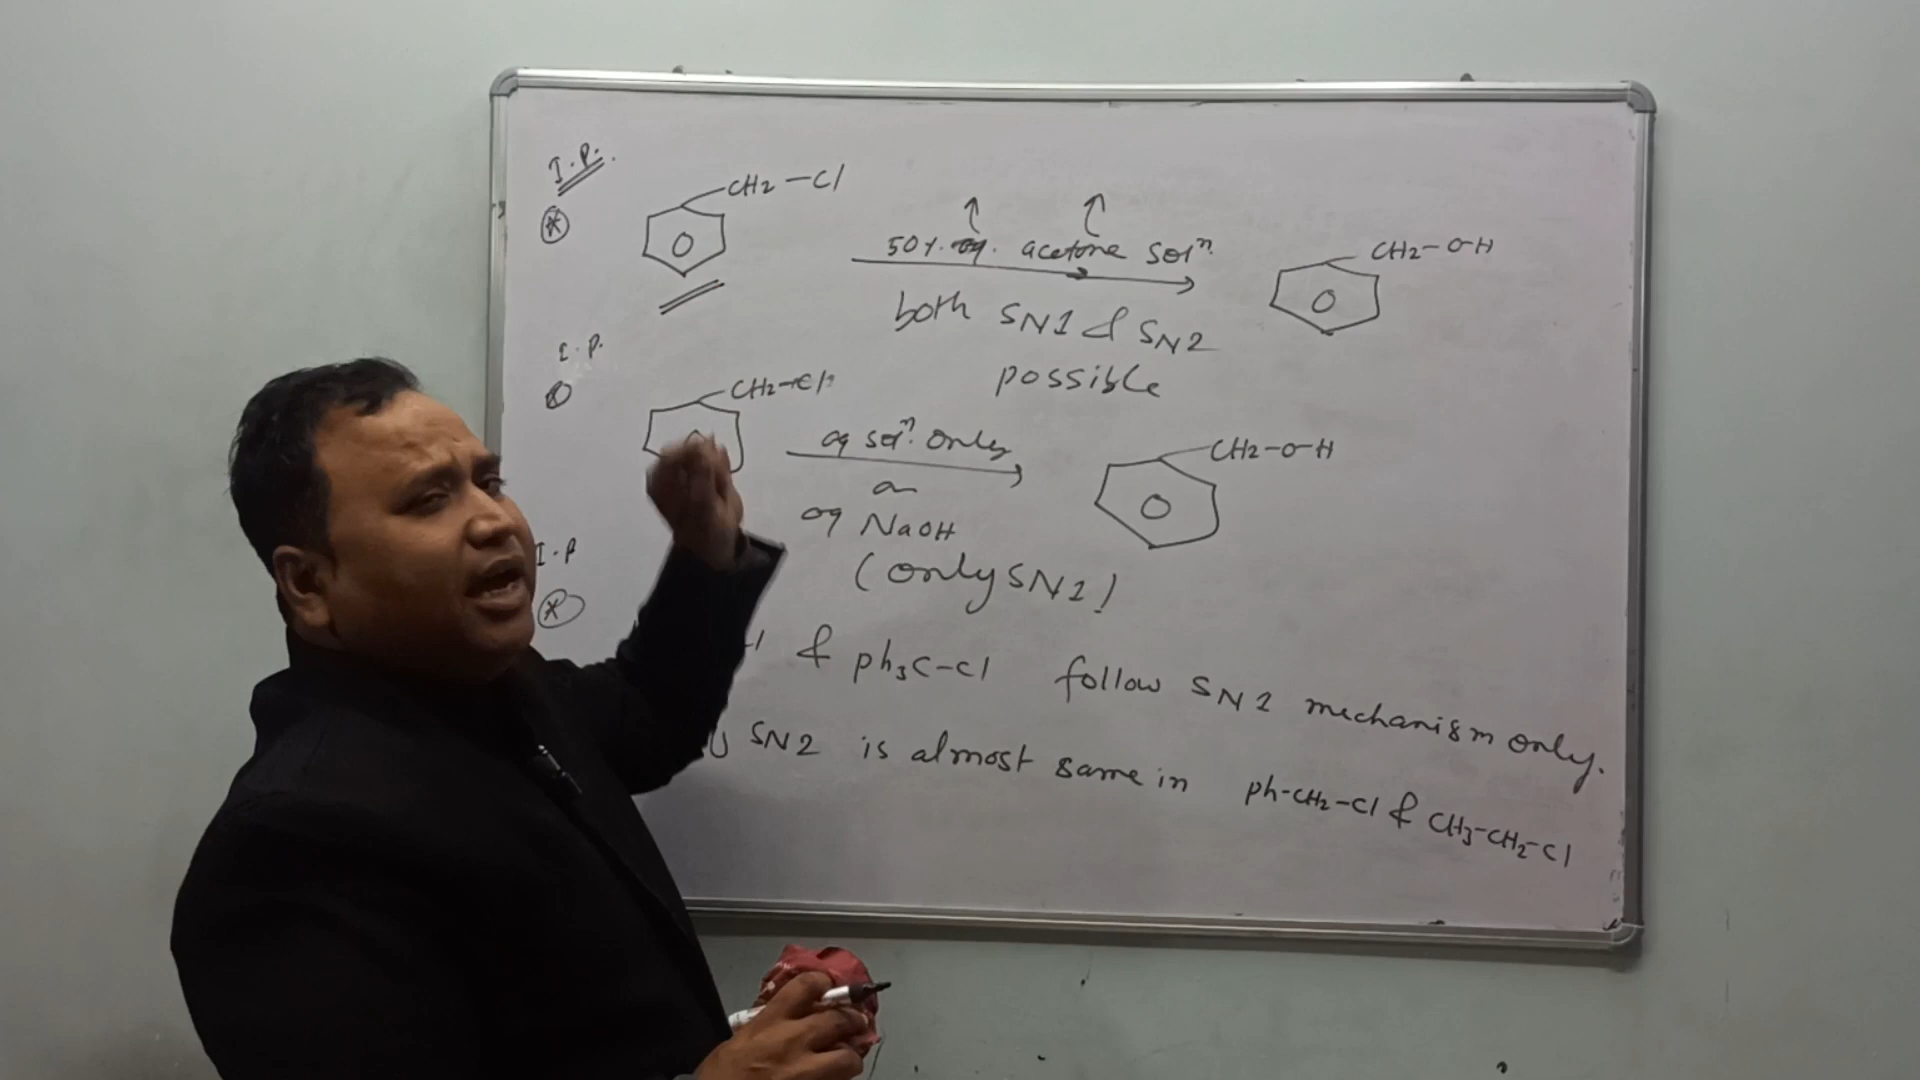 I.P.
CH2-Cl
50%. aq. acetone solⁿ.
CH2-O-H
both SN1 & SN2
possible
I.P.
CH2-Cl
aq solⁿ. only
or
aq NaOH
(only SN1)
CH2-O-H
I.P
& ph3C-Cl follow SN1 mechanism only.
SN2 is almost same in ph-CH2-Cl & CH3-CH2-Cl